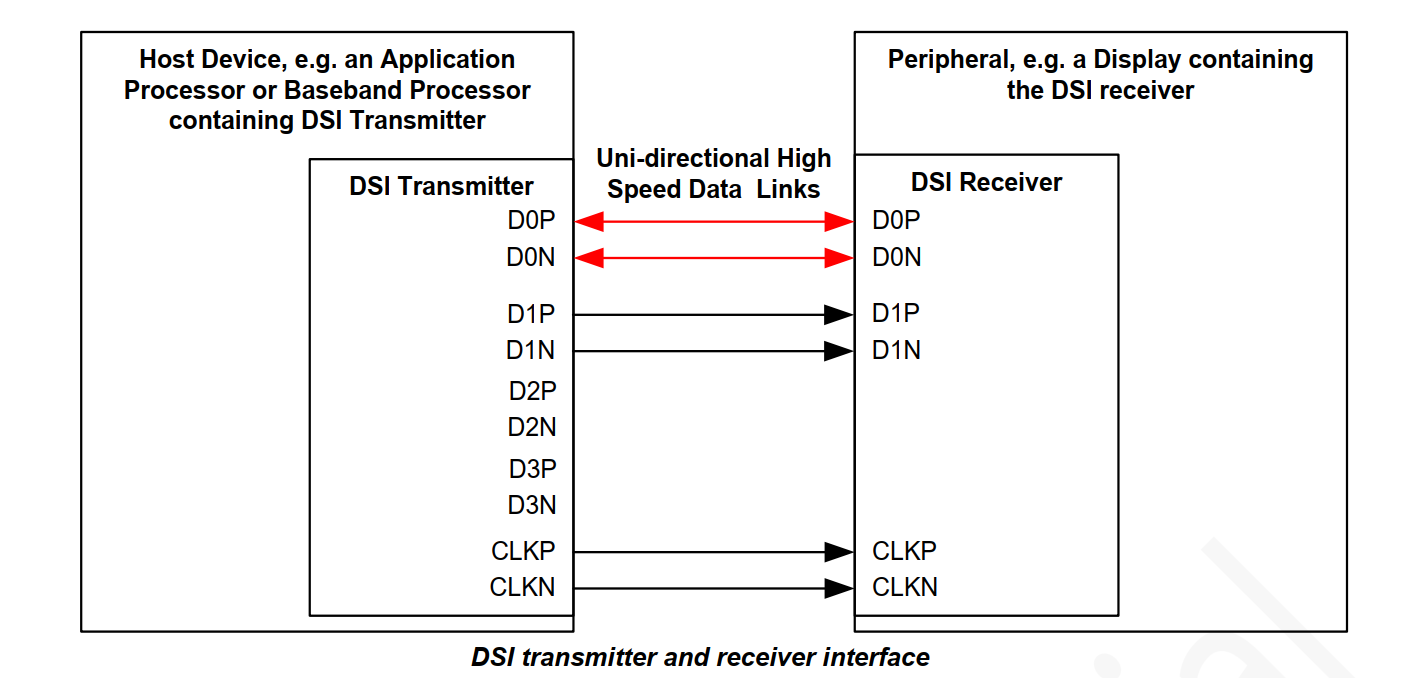 Host Device, e.g. an Application
Processor or Baseband Processor
containing DSI Transmitter
Peripheral, e.g. a Display containing
the DSI receiver
Uni-directional High
Speed Data Links
DSI Transmitter
D0P
D0N
D1P
D1N
D2P
D2N
D3P
D3N
CLKP
CLKN
DSI Receiver
D0P
D0N
D1P
D1N
CLKP
CLKN
DSI transmitter and receiver interface